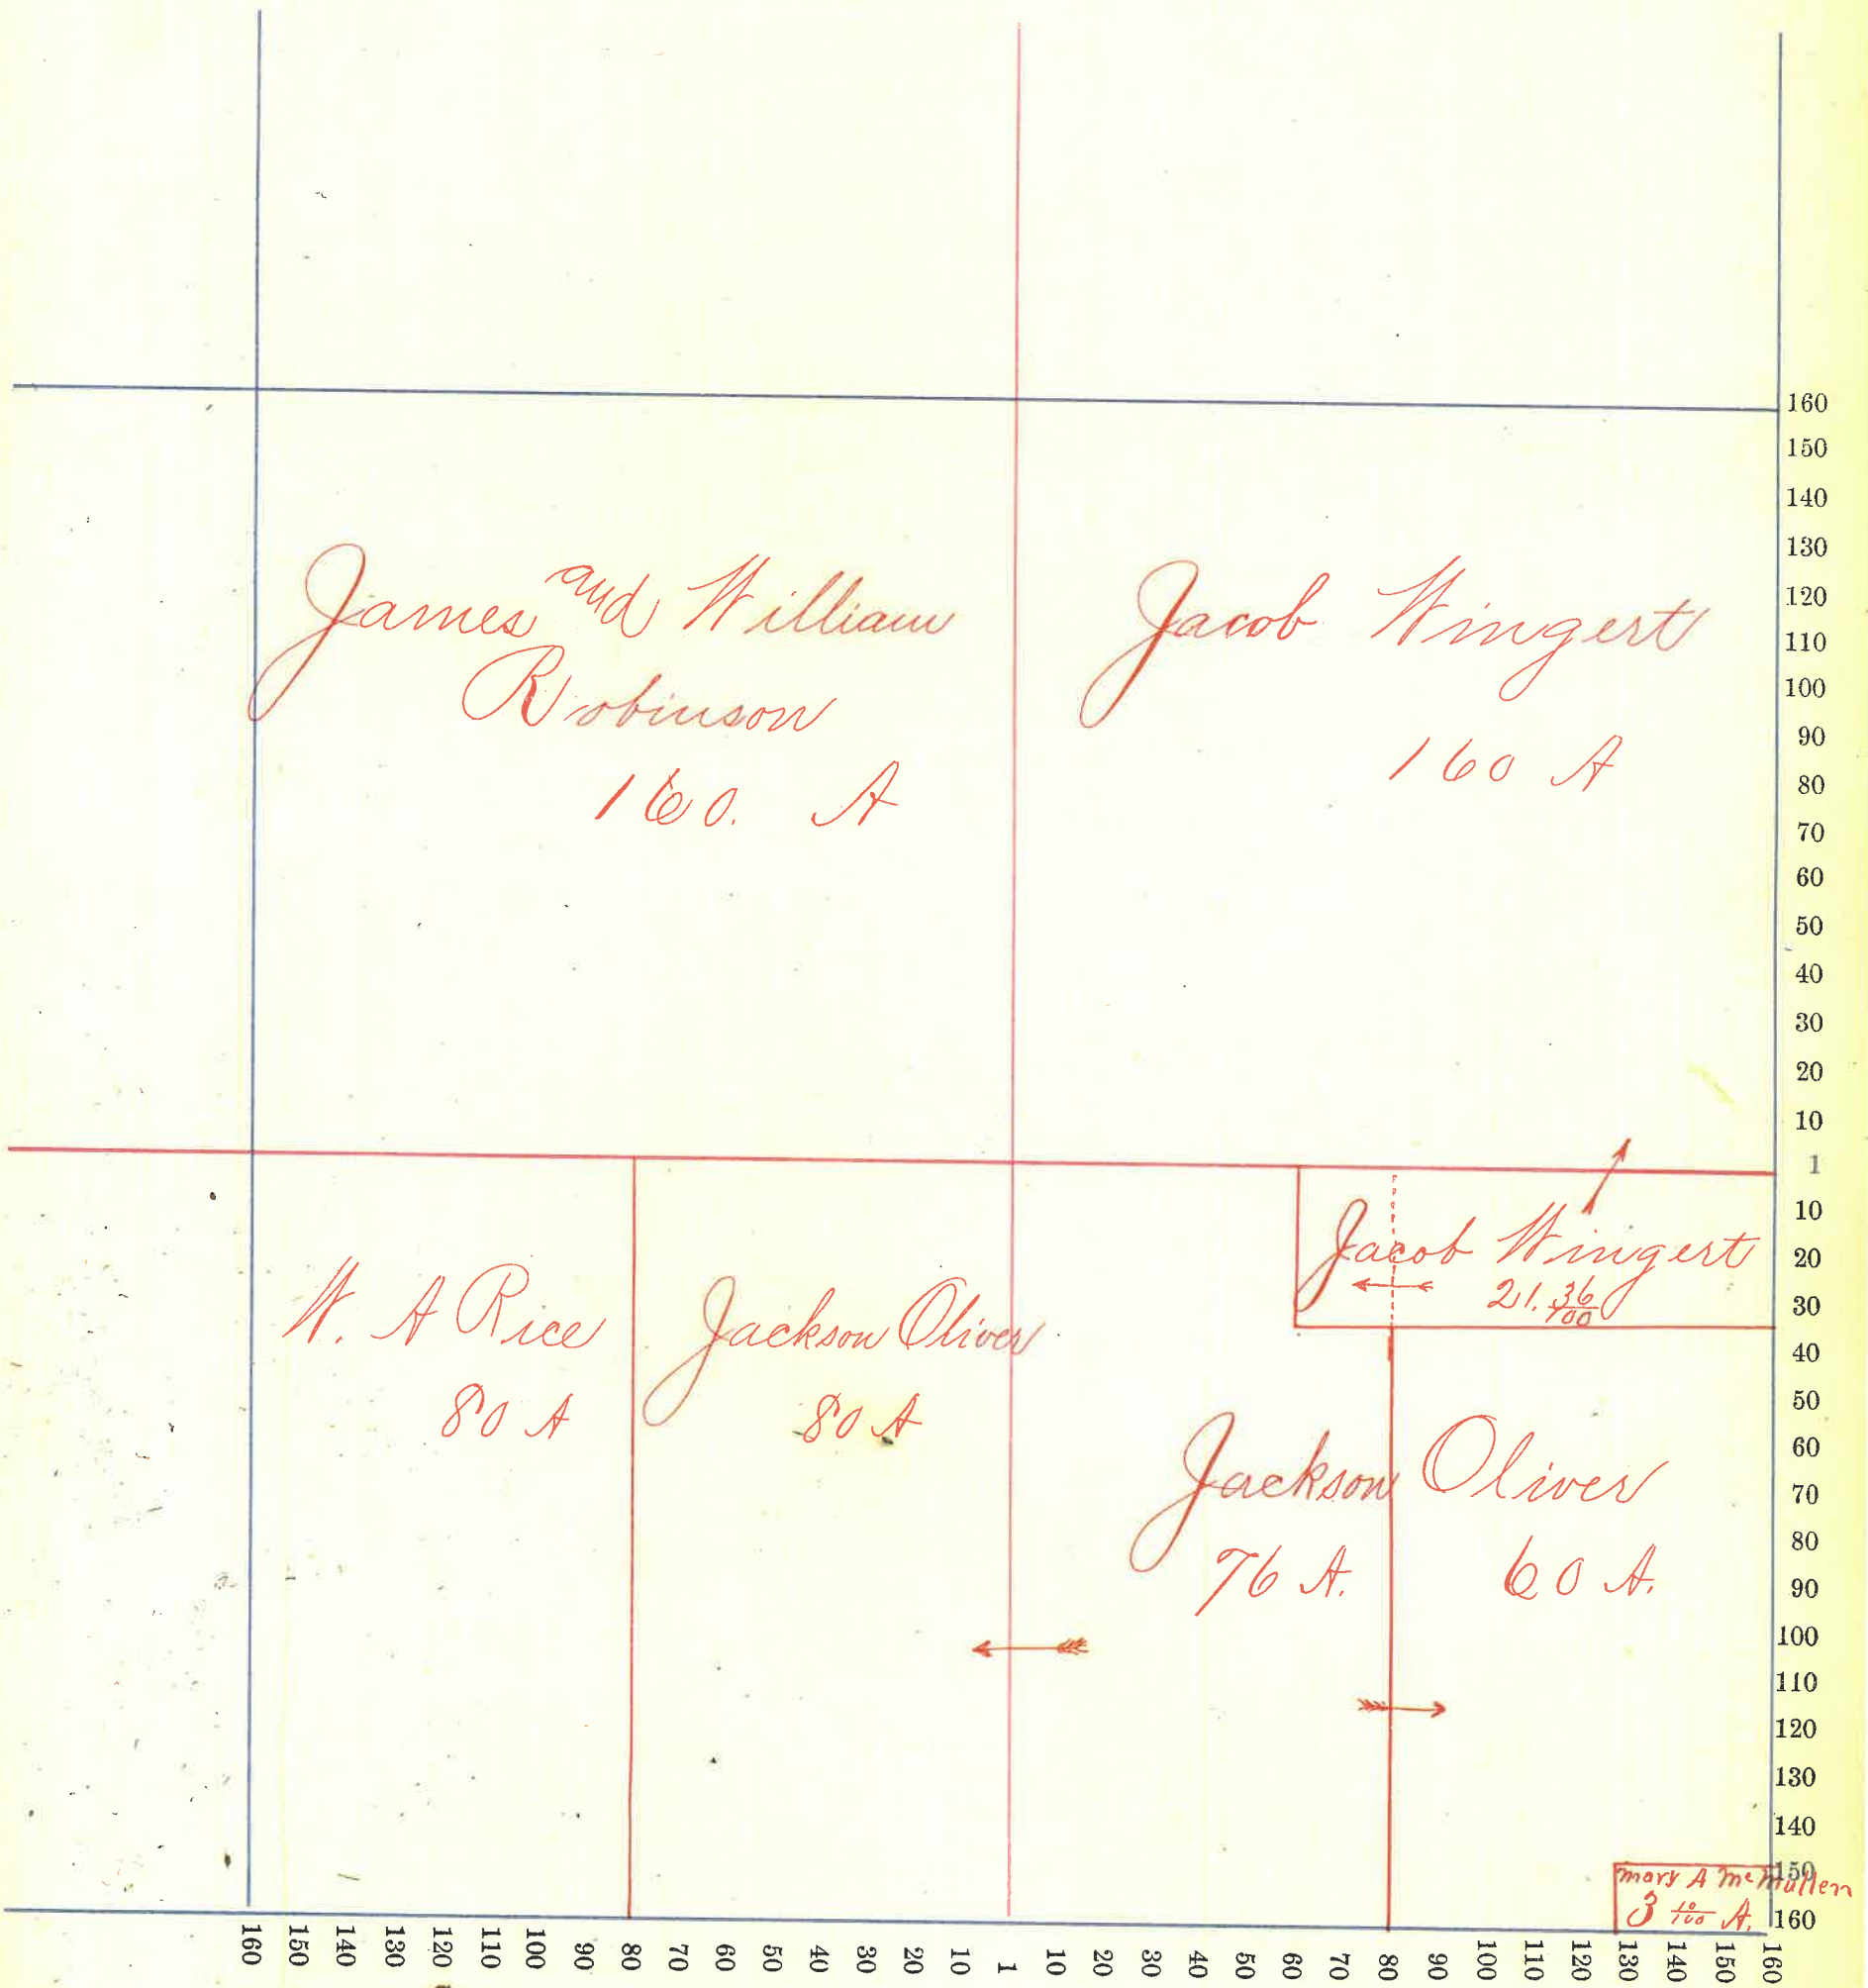 James and William
Robinson
160. A
Jacob Wingert
160 A
W. A Rice
80 A
Jackson Oliver
80 A
Jacob Wingert
21. 36/100
Jackson Oliver
76 A. 60 A.
Mary A McMullen
3 10/100 A.
160
150
140
130
120
110
100
90
80
70
60
50
40
30
20
10
1
10
20
30
40
50
60
70
80
90
100
110
120
130
140
150
160
160 150 140 130 120 110 100 90 80 70 60 50 40 30 20 10 1 10 20 30 40 50 60 70 80 90 100 110 120 130 140 150 160